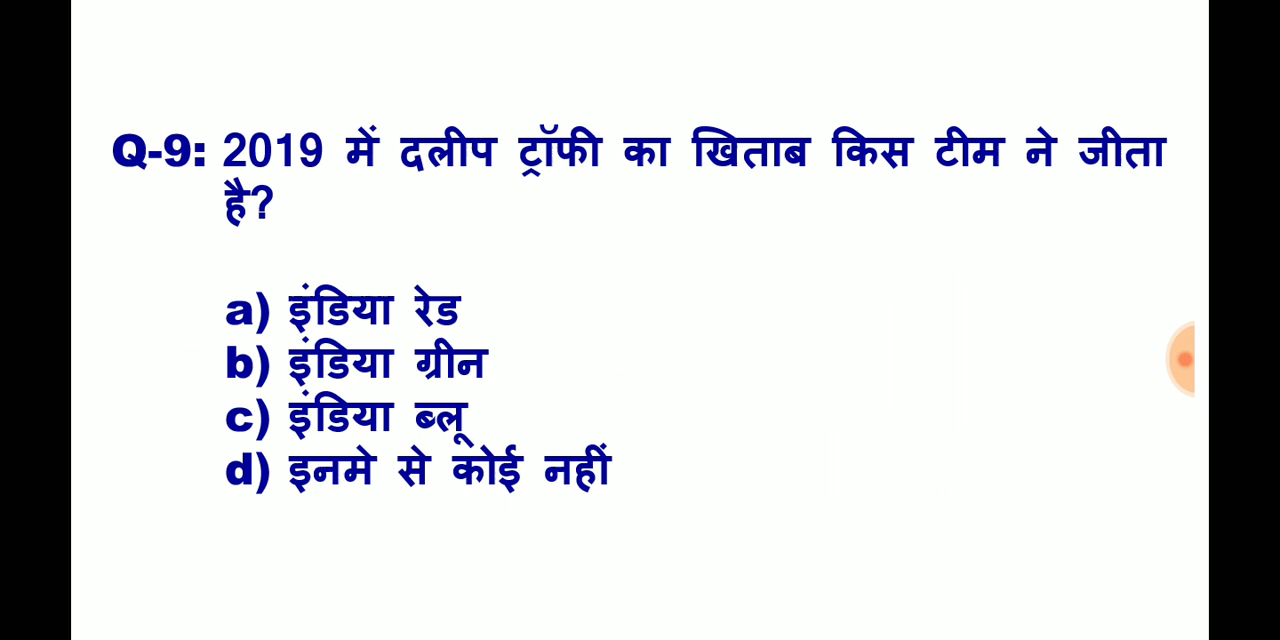 Q-9: 2019 में दलीप ट्रॉफी का खिताब किस टीम ने जीता
है?
a) इंडिया रेड
b) इंडिया ग्रीन
c) इंडिया ब्लू
d) इनमे से कोई नहीं